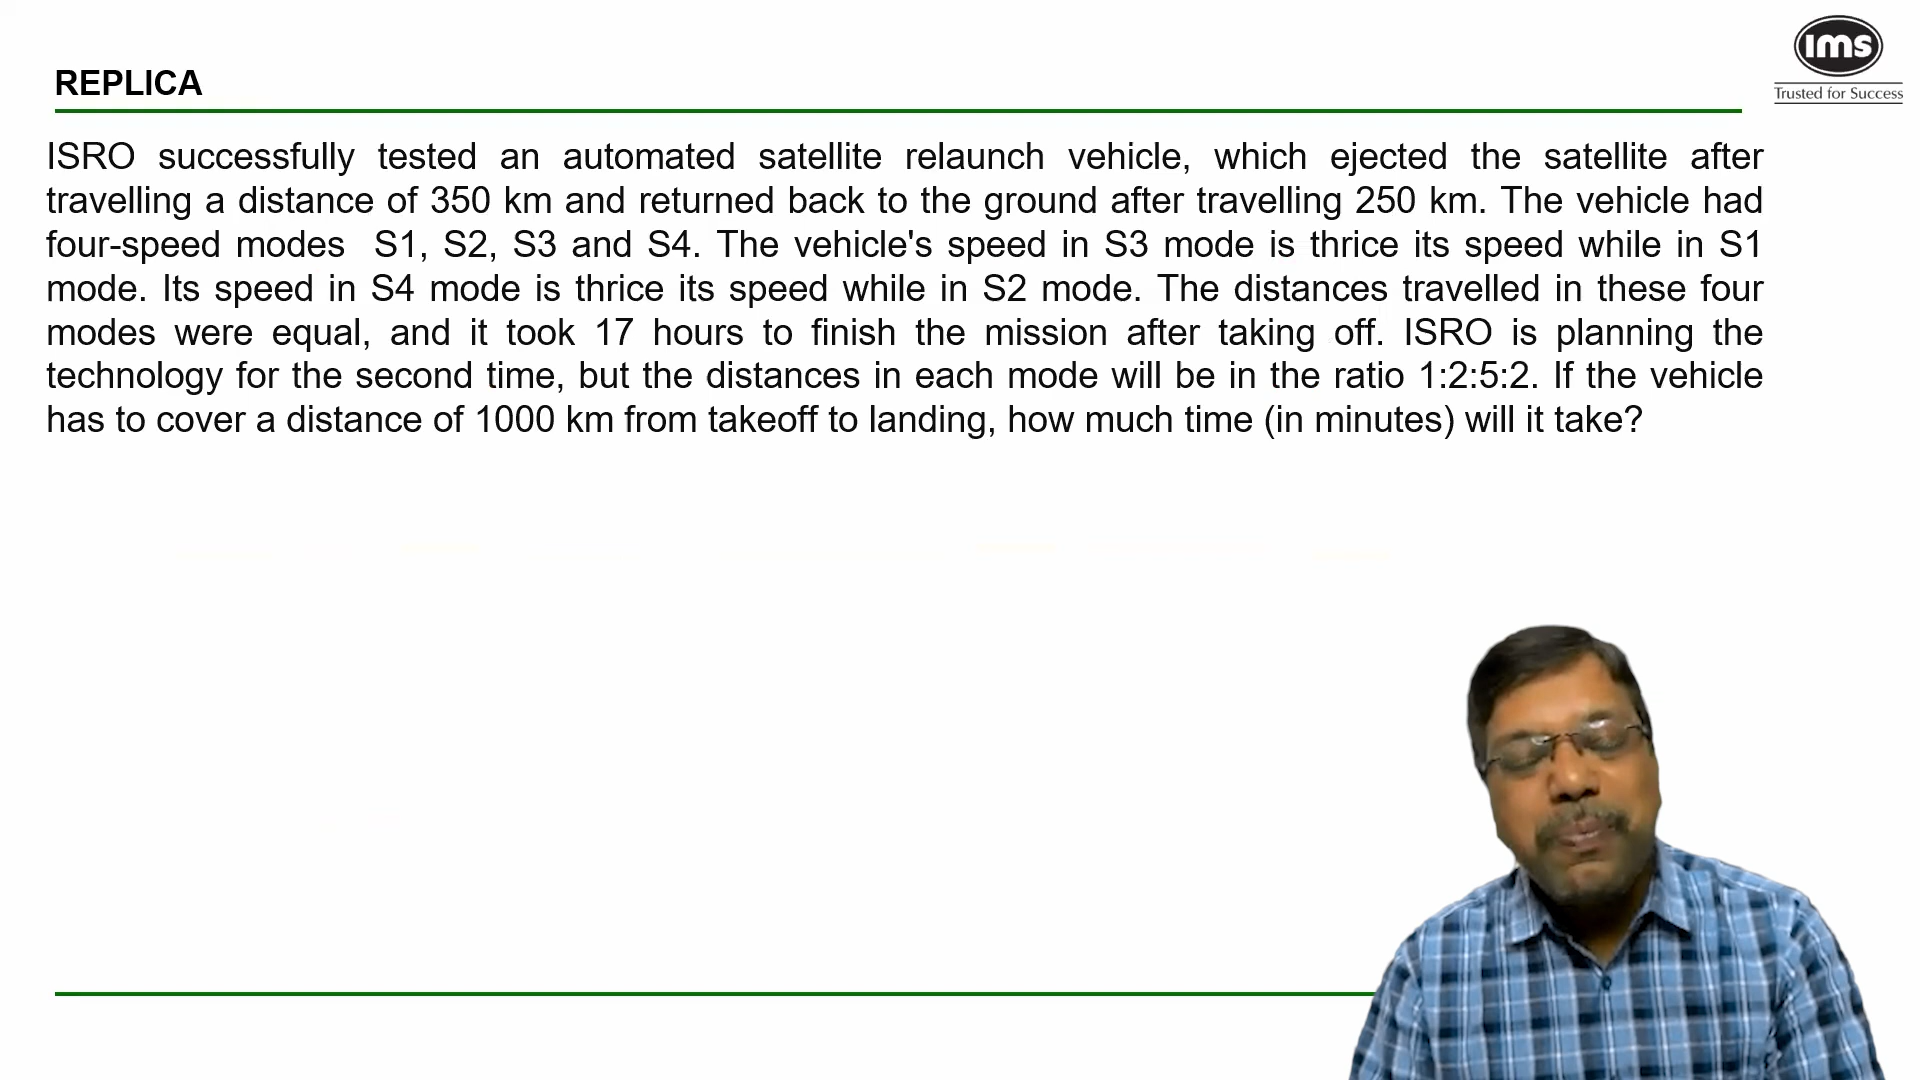 ims
Trusted for Success
REPLICA
ISRO successfully tested an automated satellite relaunch vehicle, which ejected the satellite after
travelling a distance of 350 km and returned back to the ground after travelling 250 km. The vehicle had
four-speed modes S1, S2, S3 and S4. The vehicle's speed in S3 mode is thrice its speed while in S1
mode. Its speed in S4 mode is thrice its speed while in S2 mode. The distances travelled in these four
modes were equal, and it took 17 hours to finish the mission after taking off. ISRO is planning the
technology for the second time, but the distances in each mode will be in the ratio 1:2:5:2. If the vehicle
has to cover a distance of 1000 km from takeoff to landing, how much time (in minutes) will it take?